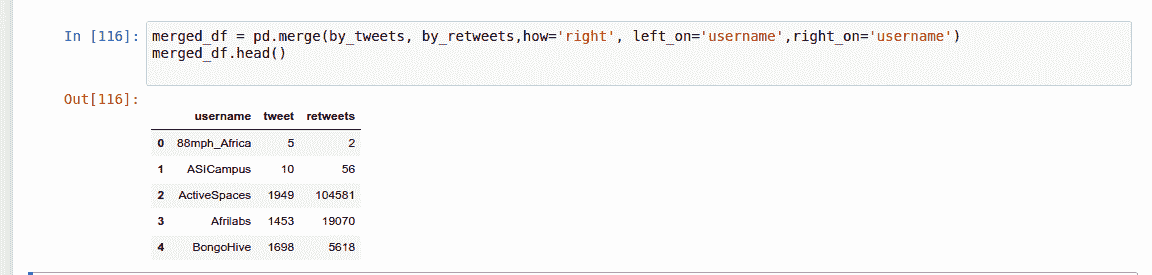 In [116]: merged_df = pd.merge(by_tweets, by_retweets,how='right', left_on='username',right_on='username')
merged_df.head()
Out[116]:
username tweet retweets
0 88mph_Africa 5 2
1 ASICampus 10 56
2 ActiveSpaces 1949 104581
3 Afrilabs 1453 19070
4 BongoHive 1698 5618